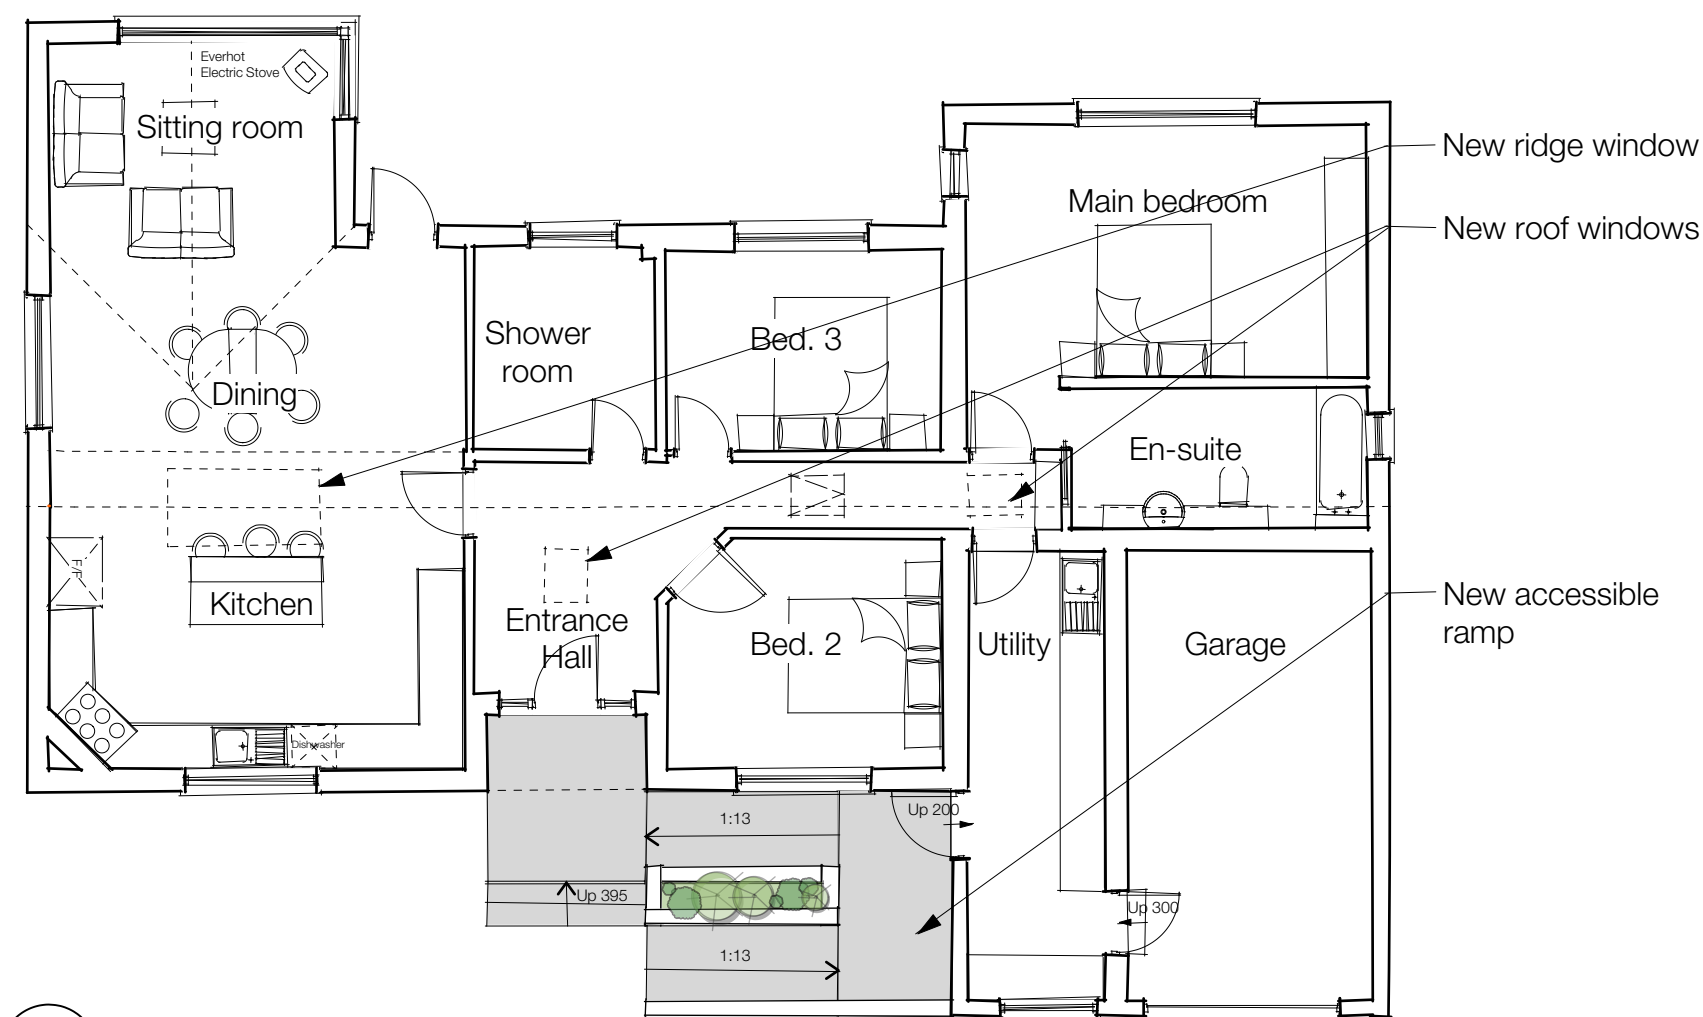 Everhot
Electric Stove
Sitting room
New ridge window
Main bedroom
New roof windows
Shower
room
Bed. 3
Dining
En-suite
F/F
Kitchen
Entrance
Hall
Bed. 2
Utility
Garage
New accessible
ramp
Dishwasher
1:13
Up 200
Up 395
Up 300
1:13